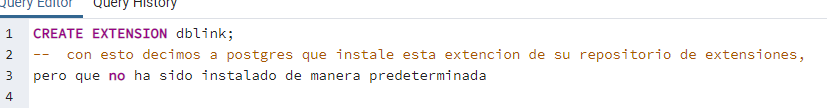 Query Editor Query History
1 CREATE EXTENSION dblink;
2 -- con esto decimos a postgres que instale esta extencion de su repositorio de extensiones,
3 pero que no ha sido instalado de manera predeterminada
4